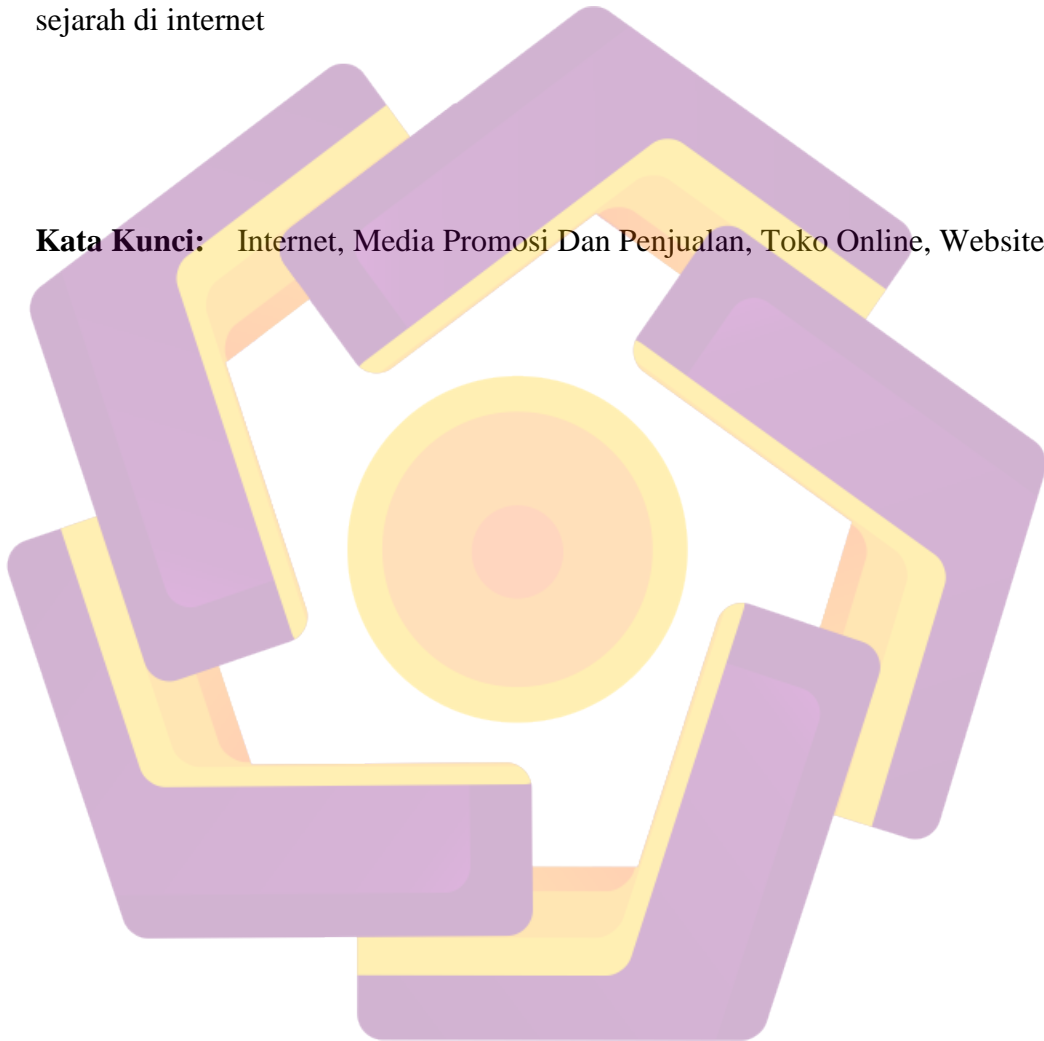 sejarah di internet
Kata Kunci: Internet, Media Promosi Dan Penjualan, Toko Online, Website